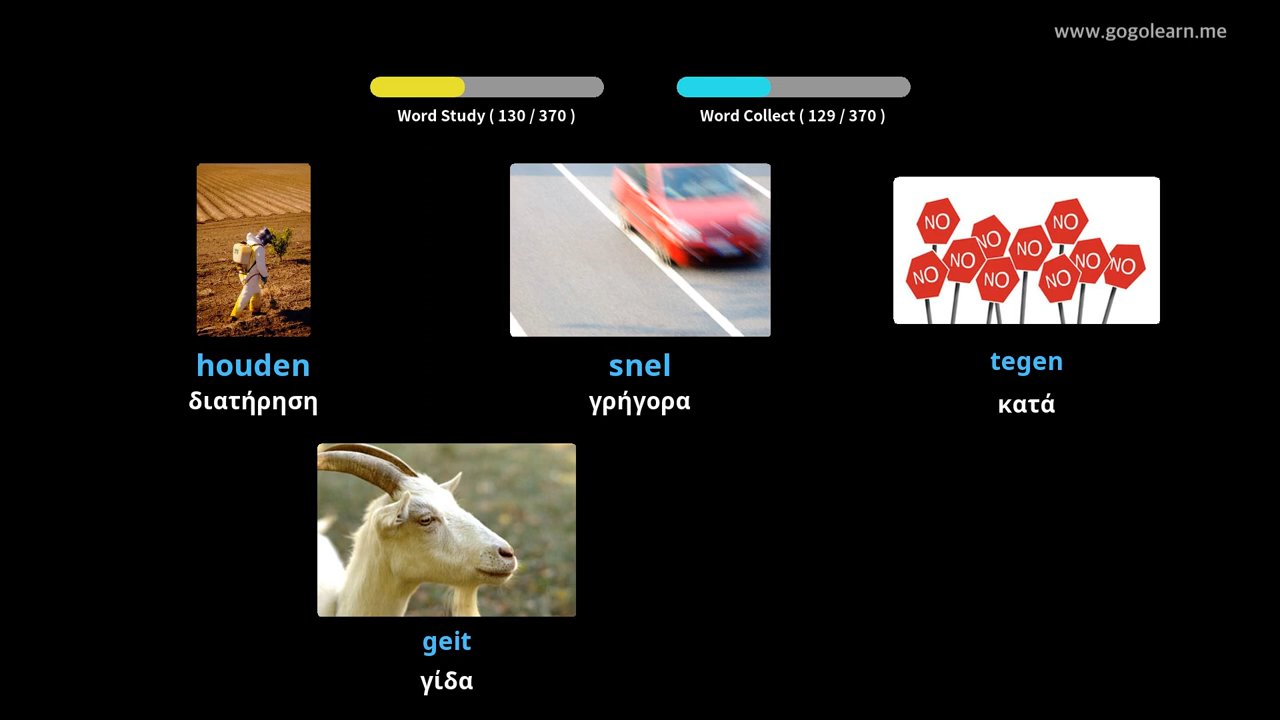 www.gogolearn.me
Word Study ( 130 / 370 )
Word Collect ( 129 / 370 )
NO
NO
NO
NO
NO
NO
NO
NO
NO
NO
houden
διατήρηση
snel
γρήγορα
tegen
κατά
geit
γίδα